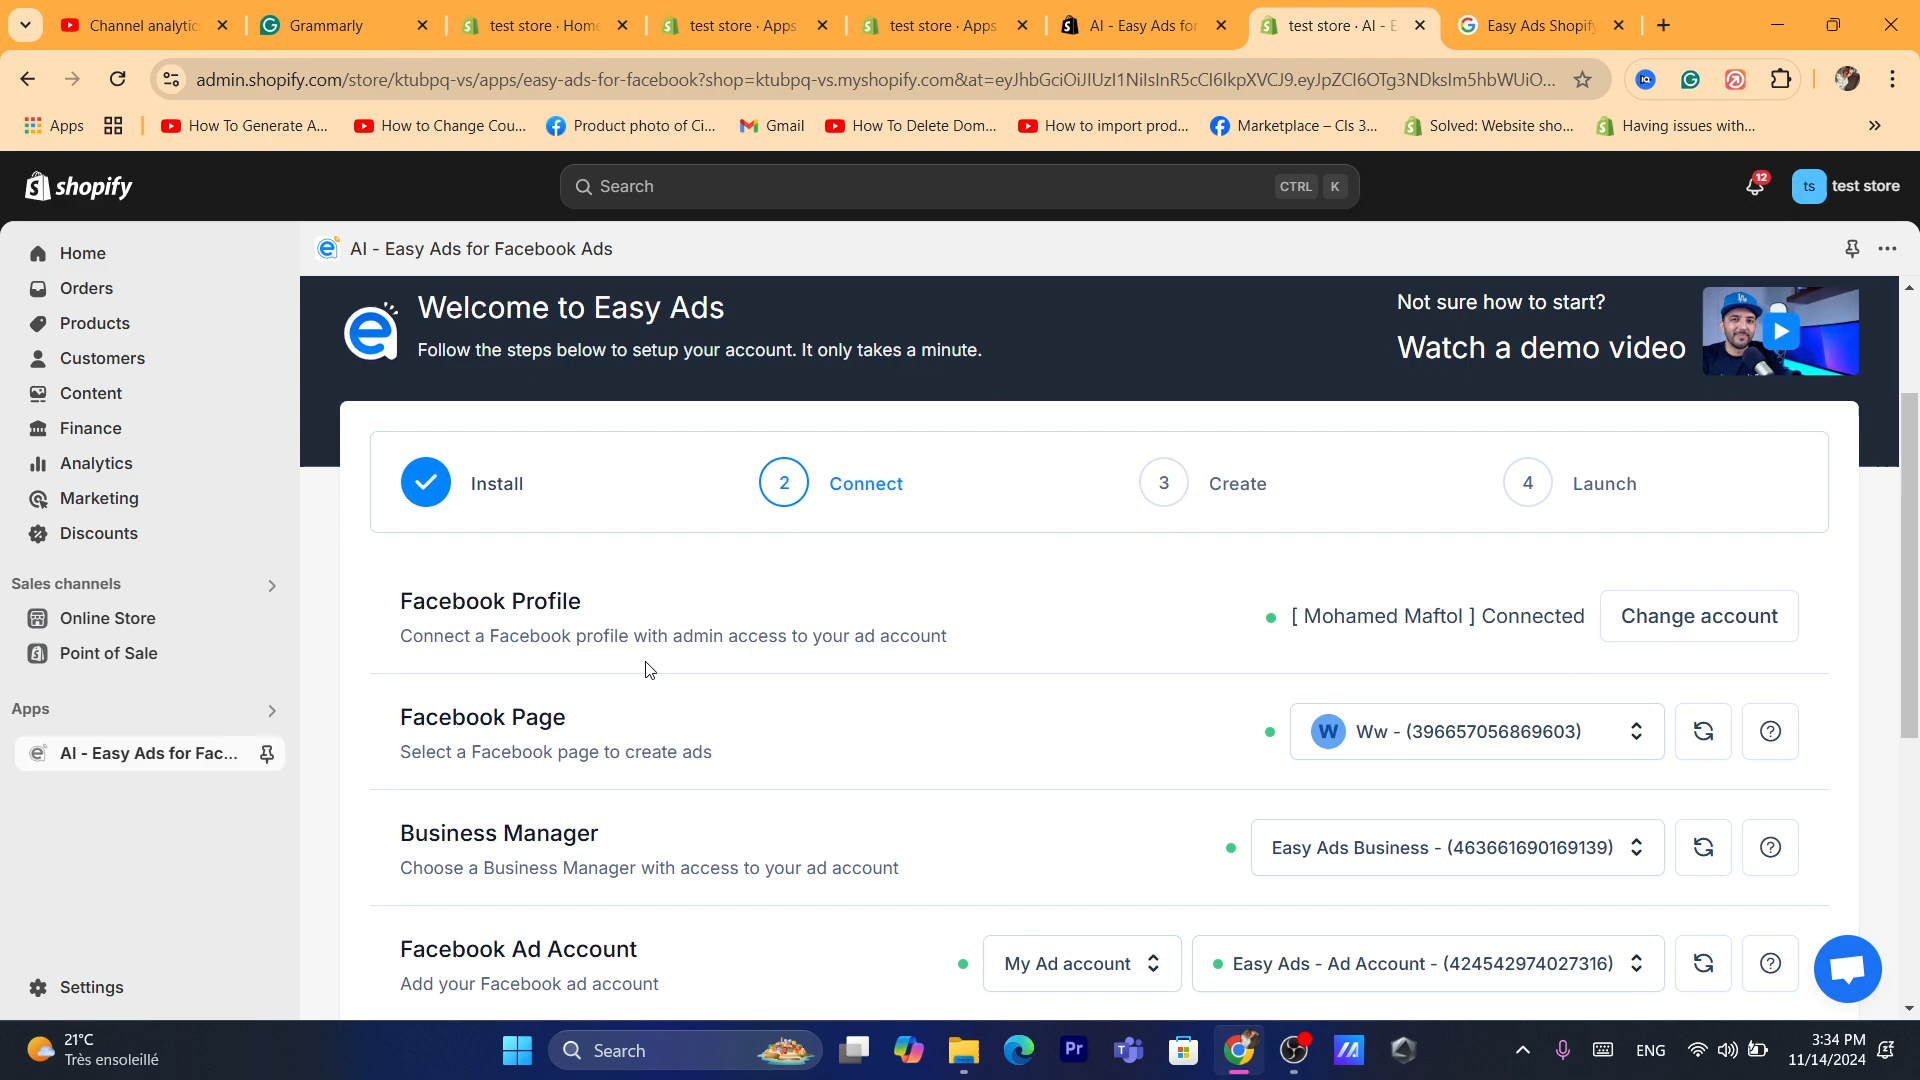 Channel analytic
Grammarly
test store · Home
test store · Apps
test store · Apps
AI - Easy Ads for
test store · AI - E
Easy Ads Shopify
admin.shopify.com/store/ktubpq-vs/apps/easy-ads-for-facebook?shop=ktubpq-vs.myshopify.com&at=eyJhbGciOiJIUzI1NiIsInR5cCI6IkpXVCJ9.eyJpZCI6OTg3NDksIm5hbWUiO...
Apps
How To Generate A...
How to Change Cou...
Product photo of Ci...
Gmail
How To Delete Dom...
How to import prod...
Marketplace – Cls 3...
Solved: Website sho...
Having issues with...
shopify
Search
CTRL K
12
ts
test store
Home
Orders
Products
Customers
Content
Finance
Analytics
Marketing
Discounts
Sales channels
Online Store
Point of Sale
Apps
AI - Easy Ads for Fac...
Settings
AI - Easy Ads for Facebook Ads
Welcome to Easy Ads
Follow the steps below to setup your account. It only takes a minute.
Not sure how to start?
Watch a demo video
Install
2 Connect
3 Create
4 Launch
Facebook Profile
Connect a Facebook profile with admin access to your ad account
[ Mohamed Maftol ] Connected
Change account
Facebook Page
Select a Facebook page to create ads
W Ww - (396657056869603)
Business Manager
Choose a Business Manager with access to your ad account
Easy Ads Business - (463661690169139)
Facebook Ad Account
Add your Facebook ad account
My Ad account
Easy Ads - Ad Account - (424542974027316)
21°C
Très ensoleillé
Search
Pr
ENG
3:34 PM
11/14/2024